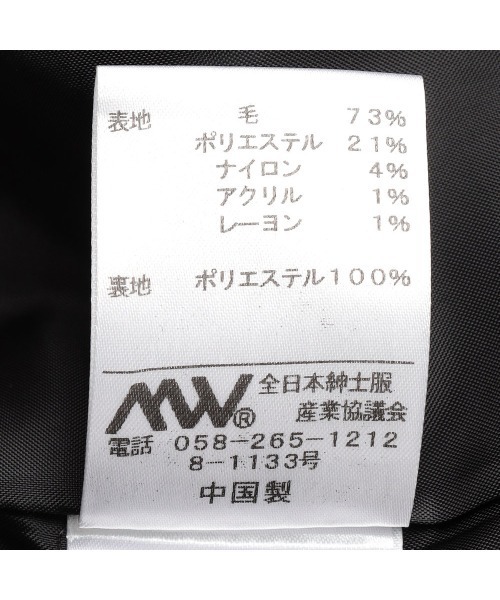 表地 毛 73%
ポリエステル 21%
ナイロン 4%
アクリル 1%
レーヨン 1%
裏地 ポリエステル100%
MW® 全日本紳士服
産業協議会
電話 058-265-1212
8-1133号
中国製